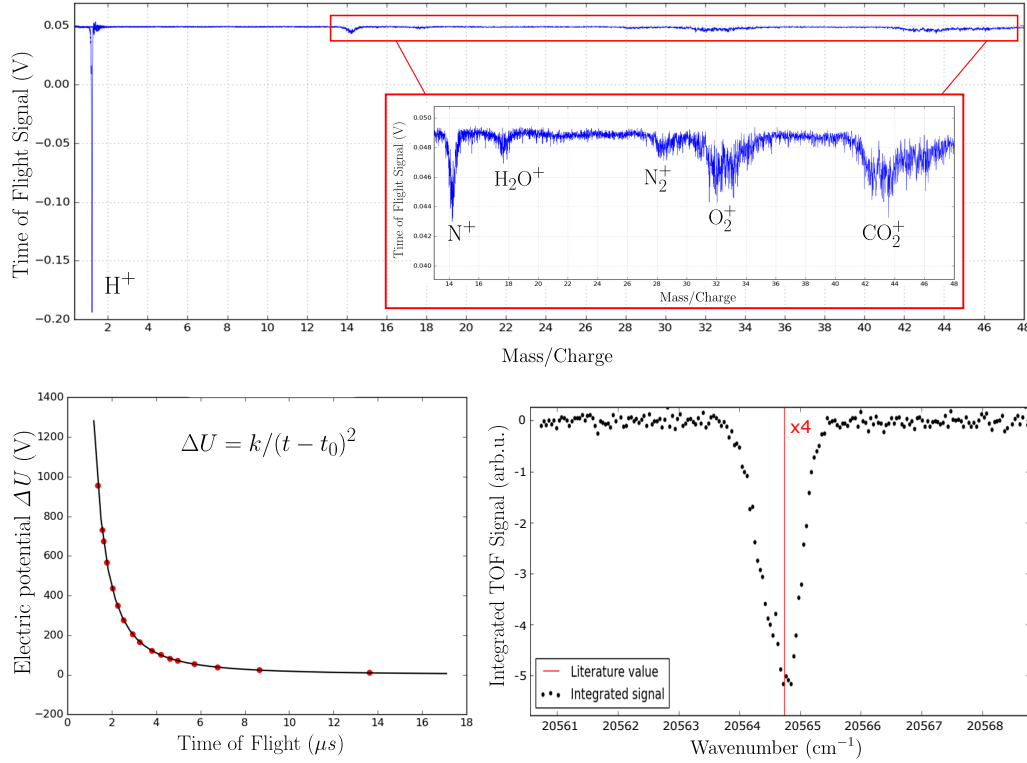 0.05
0.00
−0.05
−0.10
−0.15
−0.20
Time of Flight Signal (V)
H⁺
2 4 6 8 10 12 14 16 18 20 22 24 26 28 30 32 34 36 38 40 42 44 46 48
Mass/Charge
0.050
0.048
0.046
0.044
0.042
0.040
Time of Flight Signal (V)
N⁺
H₂O⁺
N₂⁺
O₂⁺
CO₂⁺
14 16 18 20 22 24 26 28 30 32 34 36 38 40 42 44 46 48
Mass/Charge
1400
1200
1000
800
600
400
200
0
−200
Electric potential ΔU (V)
ΔU = k/(t − t₀)²
0 2 4 6 8 10 12 14 16 18
Time of Flight (μs)
0
-1
-2
-3
-4
-5
Integrated TOF Signal (arb.u.)
x4
Literature value
Integrated signal
20561 20562 20563 20564 20565 20566 20567 20568
Wavenumber (cm⁻¹)